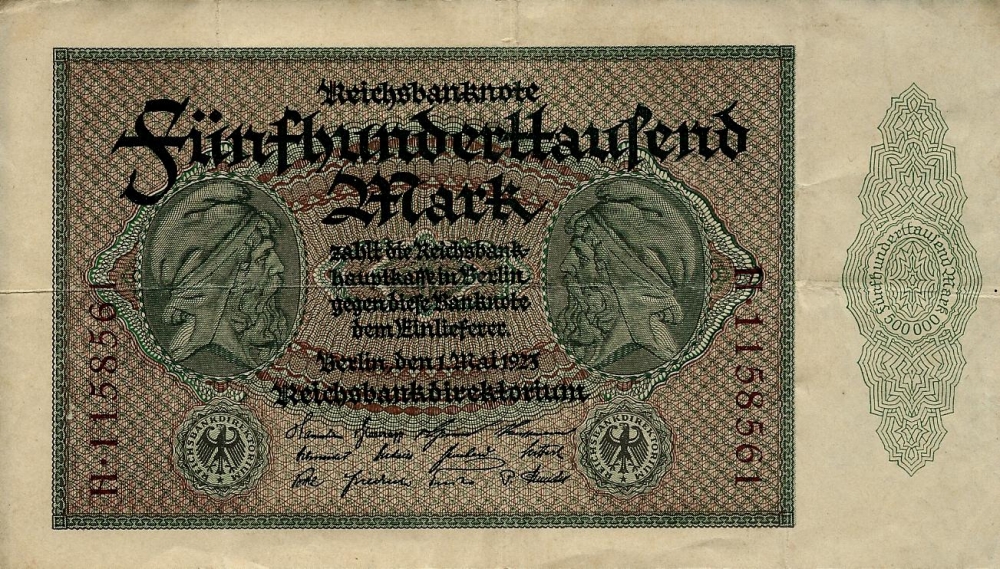 Reichsbanknote
Fünfhunderttausend
Mark
zahlt die Reichsbank-
hauptkasse in Berlin
gegen diese Banknote
dem Einlieferer.
Berlin, den 1. Mai 1923
Reichsbankdirektorium
H·1158561
H·1158561
REICHSBANKDIREKTORIUM
REICHSBANKDIREKTORIUM
Fünfhunderttausend Mark
500000